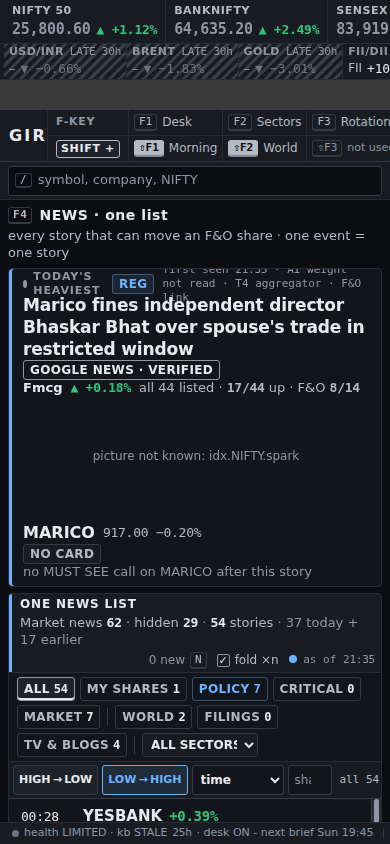 NIFTY 50 BANKNIFTY SENSEX
25,800.60 ▲ +1.12% 64,635.20 ▲ +2.49% 83,919
USD/INR LATE 30h BRENT LATE 30h GOLD LATE 30h FII/DII
– ▼ −0.66% – ▼ −1.83% – ▼ −3.01% FII +10
GIR F-KEY F1 Desk F2 Sectors F3 Rotation
SHIFT + ⇧F1 Morning ⇧F2 World ⇧F3 not used
/ symbol, company, NIFTY
F4 NEWS · one list
every story that can move an F&O share · one event =
one story
TODAY'S HEAVIEST REG first seen 21:35 · AI weight not read · T4 aggregator · F&O link
Marico fines independent director
Bhaskar Bhat over spouse's trade in
restricted window
GOOGLE NEWS · VERIFIED
Fmcg ▲ +0.18% all 44 listed · 17/44 up · F&O 8/14
picture not known: idx.NIFTY.spark
MARICO 917.00 −0.20%
NO CARD
no MUST SEE call on MARICO after this story
ONE NEWS LIST
Market news 62 · hidden 29 · 54 stories · 37 today +
17 earlier
0 new N ✓ fold ×n as of 21:35
ALL 54 MY SHARES 1 POLICY 7 CRITICAL 0
MARKET 7 WORLD 2 FILINGS 0
TV & BLOGS 4 ALL SECTORS
HIGH→LOW LOW→HIGH time sha all 54
00:28 YESBANK +0.39%
health LIMITED · kb STALE 25h · desk ON - next brief Sun 19:45